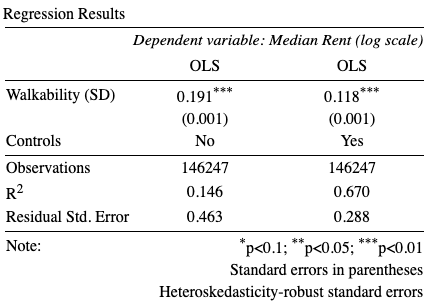 Regression Results
Dependent variable: Median Rent (log scale)
OLS OLS
Walkability (SD) 0.191*** 0.118***
(0.001) (0.001)
Controls No Yes
Observations 146247 146247
R2 0.146 0.670
Residual Std. Error 0.463 0.288
Note: *p<0.1; **p<0.05; ***p<0.01
Standard errors in parentheses
Heteroskedasticity-robust standard errors